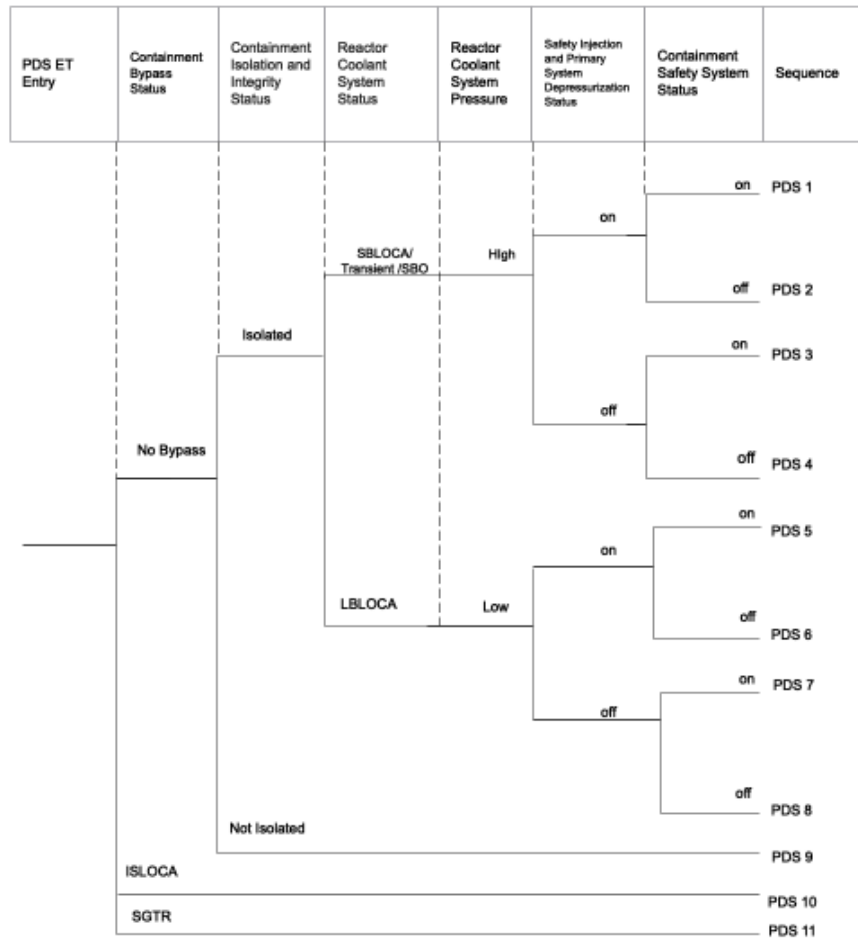 PDS ET
Entry
Containment
Bypass
Status
Containment
Isolation and
Integrity
Status
Reactor
Coolant
System
Status
Reactor
Coolant
System
Pressure
Safety Injection
and Primary
System
Depressurization
Status
Containment
Safety System
Status
Sequence
on
PDS 1
on
SBLOCA/
Transient /SBO
HIgh
off
PDS 2
Isolated
on
PDS 3
off
No Bypass
off
PDS 4
on
PDS 5
on
LBLOCA
Low
off
PDS 6
on
PDS 7
off
off
PDS 8
Not Isolated
PDS 9
ISLOCA
PDS 10
SGTR
PDS 11